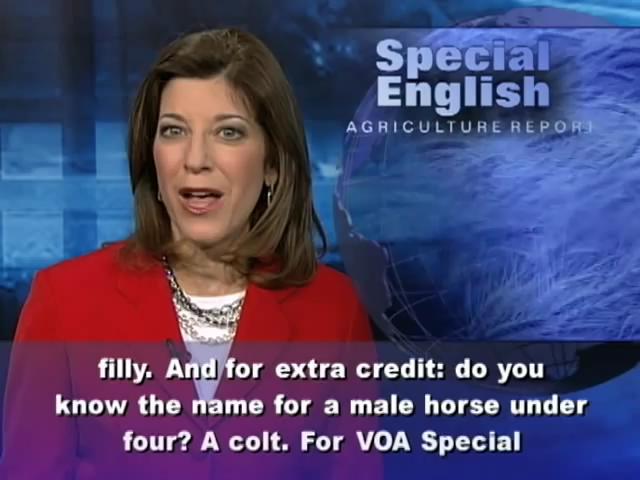 Special
English
AGRICULTURE REPORT
filly. And for extra credit: do you
know the name for a male horse under
four? A colt. For VOA Special